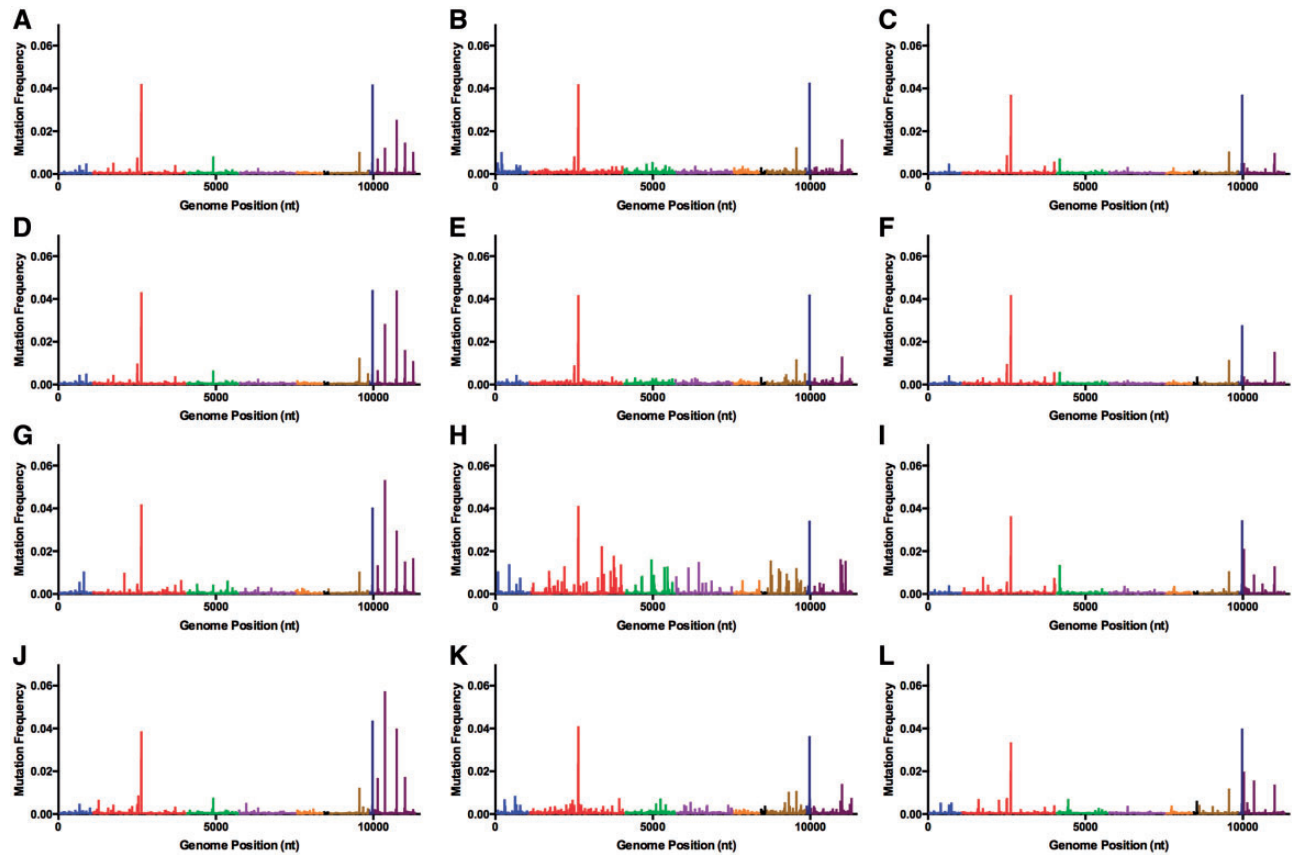 A B C
Mutation Frequency Mutation Frequency Mutation Frequency
0.06 0.06 0.06
0.04 0.04 0.04
0.02 0.02 0.02
0.00 0.00 0.00
0 5000 10000 0 5000 10000 0 5000 10000
Genome Position (nt) Genome Position (nt) Genome Position (nt)
D E F
Mutation Frequency Mutation Frequency Mutation Frequency
0.06 0.06 0.06
0.04 0.04 0.04
0.02 0.02 0.02
0.00 0.00 0.00
0 5000 10000 0 5000 10000 0 5000 10000
Genome Position (nt) Genome Position (nt) Genome Position (nt)
G H I
Mutation Frequency Mutation Frequency Mutation Frequency
0.06 0.06 0.06
0.04 0.04 0.04
0.02 0.02 0.02
0.00 0.00 0.00
0 5000 10000 0 5000 10000 0 5000 10000
Genome Position (nt) Genome Position (nt) Genome Position (nt)
J K L
Mutation Frequency Mutation Frequency Mutation Frequency
0.06 0.06 0.06
0.04 0.04 0.04
0.02 0.02 0.02
0.00 0.00 0.00
0 5000 10000 0 5000 10000 0 5000 10000
Genome Position (nt) Genome Position (nt) Genome Position (nt)